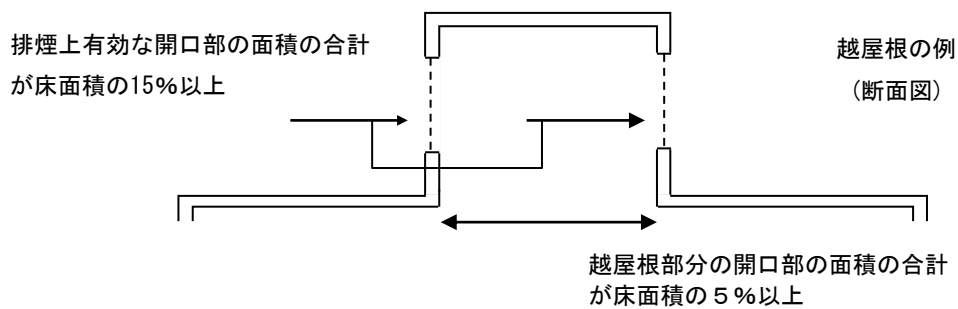 排煙上有効な開口部の面積の合計
が床面積の15%以上
越屋根の例
(断面図)
越屋根部分の開口部の面積の合計
が床面積の５％以上